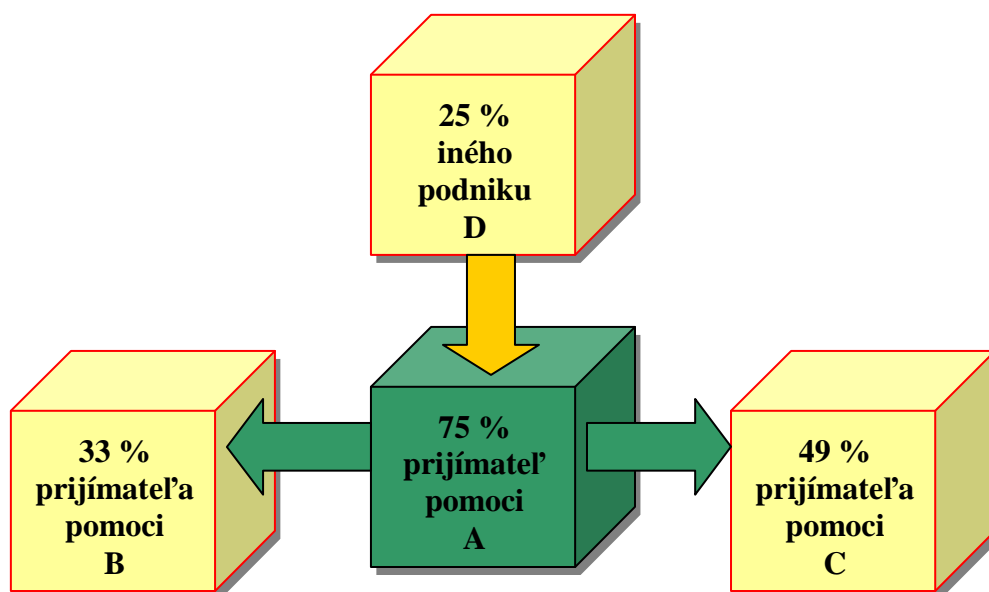 25 %
iného
podniku
D
33 %
prijímateľa
pomoci
B
75 %
prijímateľ
pomoci
A
49 %
prijímateľa
pomoci
C